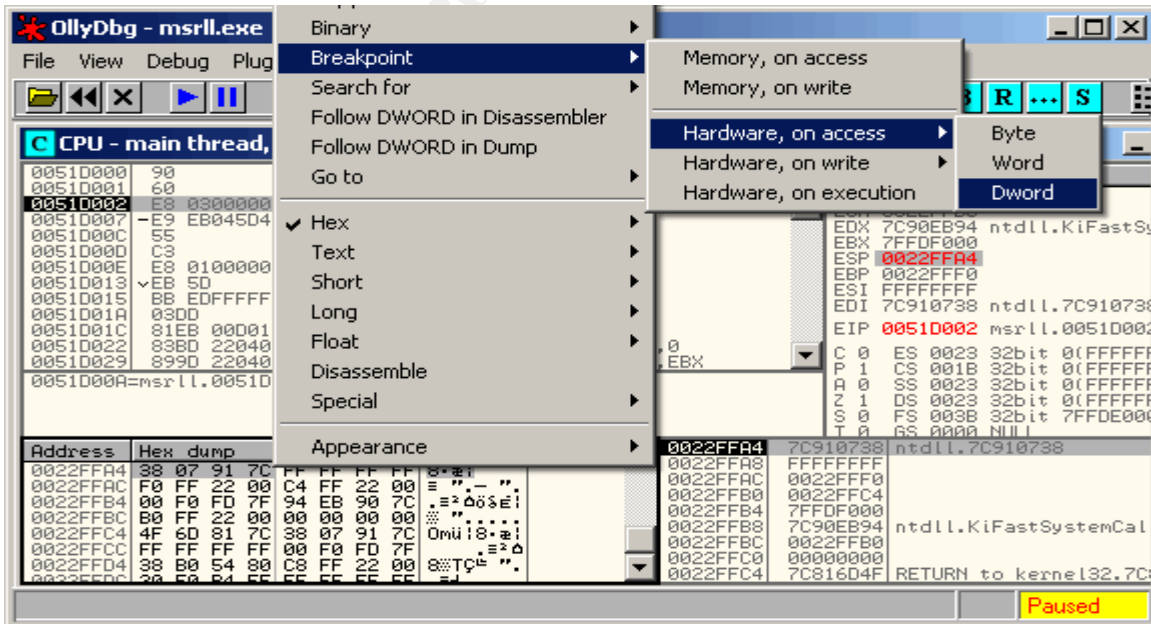 OllyDbg - msrll.exe
File View Debug Plug
Binary
Breakpoint
Search for
Follow DWORD in Disassembler
Follow DWORD in Dump
Go to
Hex
Text
Short
Long
Float
Disassemble
Special
Appearance
Memory, on access
Memory, on write
Hardware, on access
Hardware, on write
Hardware, on execution
Byte
Word
Dword
R ... S
C CPU - main thread,
0051D000 90
0051D001 60
0051D002 E8 0300000
0051D007 -E9 EB045D4
0051D00C 55
0051D00D C3
0051D00E E8 0100000
0051D013 EB 5D
0051D015 BB EDFFFFF
0051D01A 03DD
0051D01C 81EB 00D01
0051D022 83BD 22040
0051D029 899D 22040
,0
,EBX
0051D00A=msrll.0051D
EDX 7C90EB94 ntdll.KiFastSy
EBX 7FFDF000
ESP 0022FFA4
EBP 0022FFF0
ESI FFFFFFFF
EDI 7C910738 ntdll.7C910738
EIP 0051D002 msrll.0051D002
C 0 ES 0023 32bit 0(FFFFFF
P 1 CS 001B 32bit 0(FFFFFF
A 0 SS 0023 32bit 0(FFFFFF
Z 1 DS 0023 32bit 0(FFFFFF
S 0 FS 003B 32bit 7FFDE000
T 0 GS 0000 NULL
Address Hex dump
0022FFA4 38 07 91 7C FF FF FF FF
0022FFAC F0 FF 22 00 C4 FF 22 00
0022FFB4 00 F0 FD 7F 94 EB 90 7C
0022FFBC B0 FF 22 00 00 00 00 00
0022FFC4 4F 6D 81 7C 38 07 91 7C
0022FFCC FF FF FF FF 00 F0 FD 7F
0022FFD4 38 B0 54 80 C8 FF 22 00
0022FFA4 7C910738 ntdll.7C910738
0022FFA8 FFFFFFFF
0022FFAC 0022FFF0
0022FFB0 0022FFC4
0022FFB4 7FFDF000
0022FFB8 7C90EB94 ntdll.KiFastSystemCal
0022FFBC 0022FFB0
0022FFC0 00000000
0022FFC4 7C816D4F RETURN to kernel32.7C8
Paused